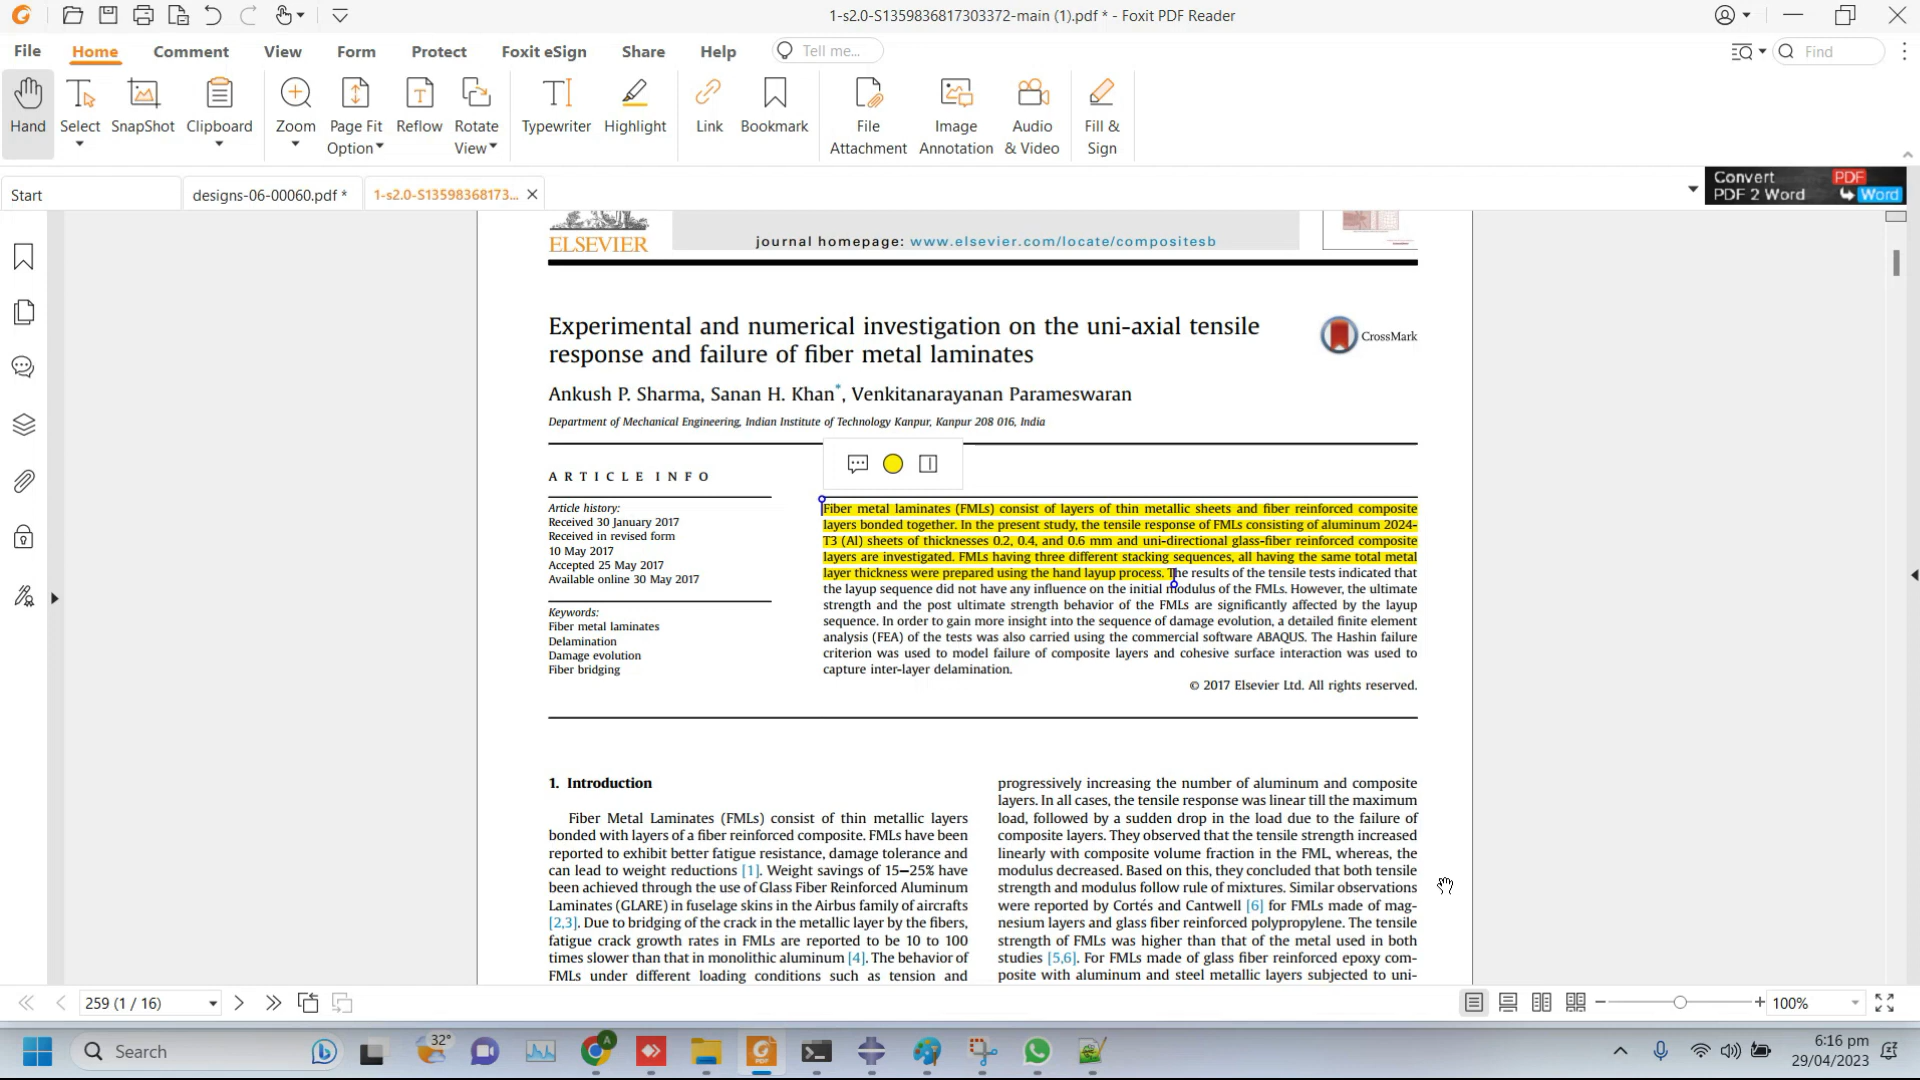 1-s2.0-S1359836817303372-main (1).pdf * - Foxit PDF Reader
File Home Comment View Form Protect Foxit eSign Share Help Tell me... Find
Hand Select SnapShot Clipboard Zoom Page Fit Option Reflow Rotate View Typewriter Highlight Link Bookmark File Attachment Image Annotation Audio & Video Fill & Sign
Start designs-06-00060.pdf * 1-s2.0-S13598368173...
Convert PDF
PDF 2 Word Word
ELSEVIER
journal homepage: www.elsevier.com/locate/compositesb
Experimental and numerical investigation on the uni-axial tensile
response and failure of fiber metal laminates
CrossMark
Ankush P. Sharma, Sanan H. Khan*, Venkitanarayanan Parameswaran
Department of Mechanical Engineering, Indian Institute of Technology Kanpur, Kanpur 208 016, India
ARTICLE INFO
Article history:
Received 30 January 2017
Received in revised form
10 May 2017
Accepted 25 May 2017
Available online 30 May 2017
Keywords:
Fiber metal laminates
Delamination
Damage evolution
Fiber bridging
Fiber metal laminates (FMLs) consist of layers of thin metallic sheets and fiber reinforced composite
layers bonded together. In the present study, the tensile response of FMLs consisting of aluminum 2024-
T3 (Al) sheets of thicknesses 0.2, 0.4, and 0.6 mm and uni-directional glass-fiber reinforced composite
layers are investigated. FMLs having three different stacking sequences, all having the same total metal
layer thickness were prepared using the hand layup process. The results of the tensile tests indicated that
the layup sequence did not have any influence on the initial modulus of the FMLs. However, the ultimate
strength and the post ultimate strength behavior of the FMLs are significantly affected by the layup
sequence. In order to gain more insight into the sequence of damage evolution, a detailed finite element
analysis (FEA) of the tests was also carried using the commercial software ABAQUS. The Hashin failure
criterion was used to model failure of composite layers and cohesive surface interaction was used to
capture inter-layer delamination.
© 2017 Elsevier Ltd. All rights reserved.
1. Introduction
Fiber Metal Laminates (FMLs) consist of thin metallic layers
bonded with layers of a fiber reinforced composite. FMLs have been
reported to exhibit better fatigue resistance, damage tolerance and
can lead to weight reductions [1]. Weight savings of 15–25% have
been achieved through the use of Glass Fiber Reinforced Aluminum
Laminates (GLARE) in fuselage skins in the Airbus family of aircrafts
[2,3]. Due to bridging of the crack in the metallic layer by the fibers,
fatigue crack growth rates in FMLs are reported to be 10 to 100
times slower than that in monolithic aluminum [4]. The behavior of
FMLs under different loading conditions such as tension and
progressively increasing the number of aluminum and composite
layers. In all cases, the tensile response was linear till the maximum
load, followed by a sudden drop in the load due to the failure of
composite layers. They observed that the tensile strength increased
linearly with composite volume fraction in the FML, whereas, the
modulus decreased. Based on this, they concluded that both tensile
strength and modulus follow rule of mixtures. Similar observations
were reported by Cortés and Cantwell [6] for FMLs made of mag-
nesium layers and glass fiber reinforced polypropylene. The tensile
strength of FMLs was higher than that of the metal used in both
studies [5,6]. For FMLs made of glass fiber reinforced epoxy com-
posite with aluminum and steel metallic layers subjected to uni-
259 (1 / 16) 100%
Search 32° A PDF 6:16 pm
29/04/2023